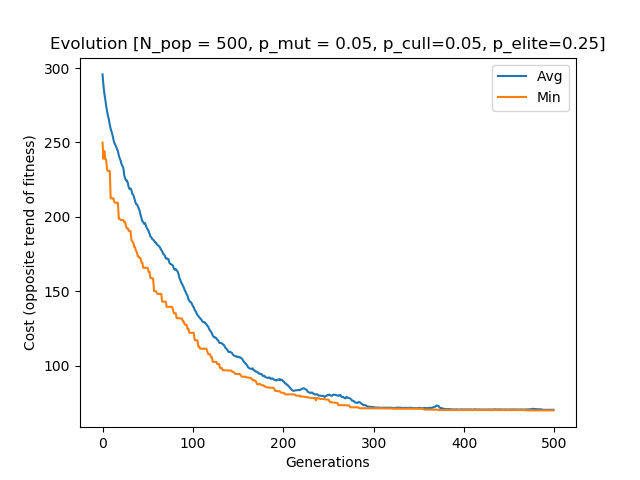 Evolution [N_pop = 500, p_mut = 0.05, p_cull=0.05, p_elite=0.25]
300
250
200
150
100
Cost (opposite trend of fitness)
Avg
Min
0 100 200 300 400 500
Generations